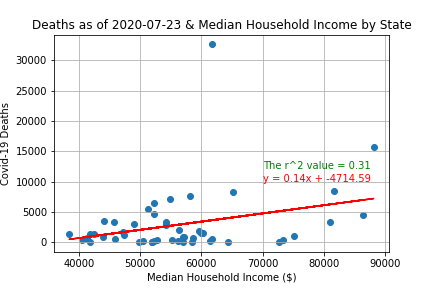 Deaths as of 2020-07-23 & Median Household Income by State
Covid-19 Deaths
30000
25000
20000
15000
10000
5000
0
The r^2 value = 0.31
y = 0.14x + -4714.59
40000 50000 60000 70000 80000 90000
Median Household Income ($)